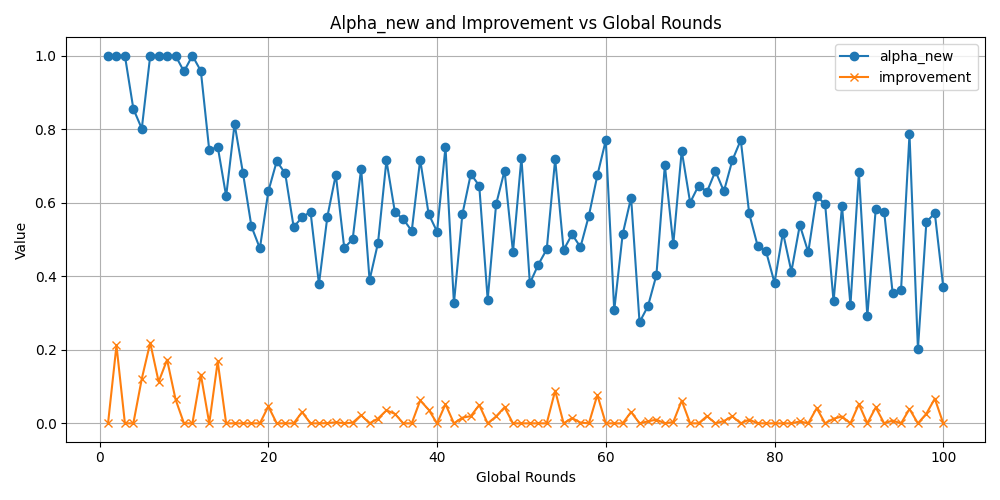 Alpha_new and Improvement vs Global Rounds
alpha_new
improvement
Value
1.0
0.8
0.6
0.4
0.2
0.0
0 20 40 60 80 100
Global Rounds